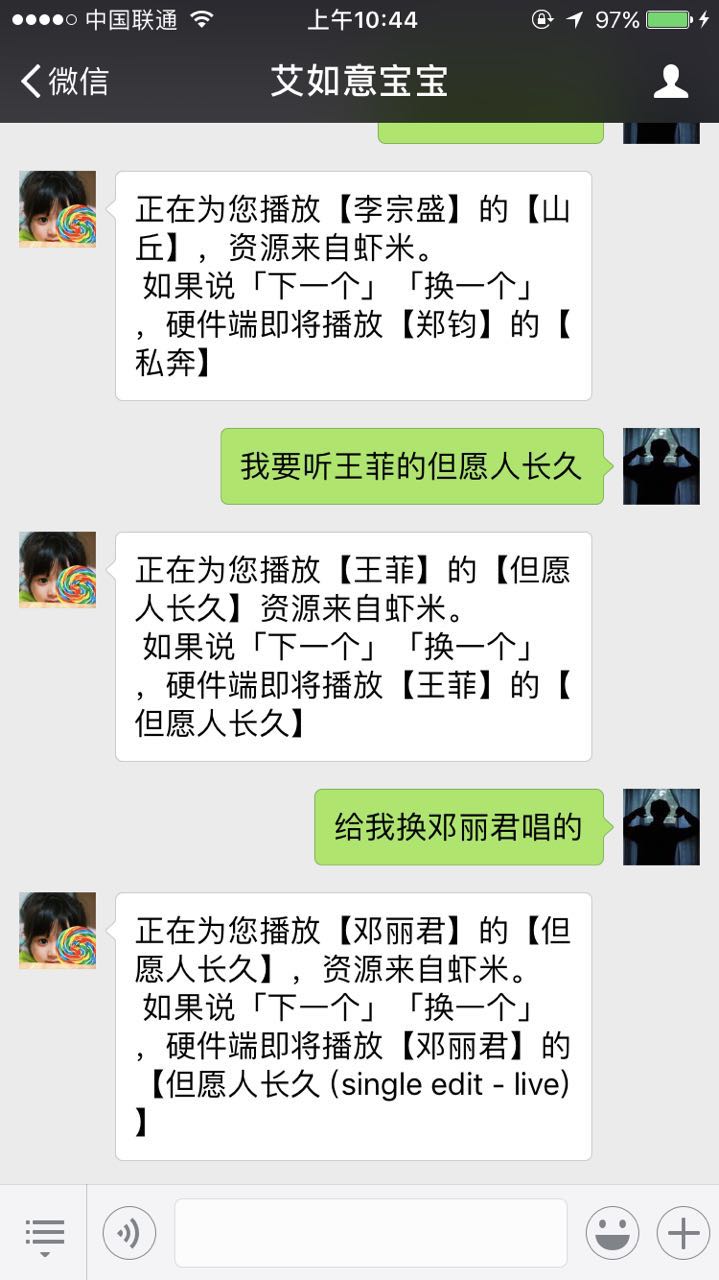 中国联通 上午10:44 97%
微信 艾如意宝宝
正在为您播放【李宗盛】的【山
丘】，资源来自虾米。
如果说「下一个」「换一个」
，硬件端即将播放【郑钧】的【
私奔】
我要听王菲的但愿人长久
正在为您播放【王菲】的【但愿
人长久】资源来自虾米。
如果说「下一个」「换一个」
，硬件端即将播放【王菲】的【
但愿人长久】
给我换邓丽君唱的
正在为您播放【邓丽君】的【但
愿人长久】，资源来自虾米。
如果说「下一个」「换一个」
，硬件端即将播放【邓丽君】的
【但愿人长久 (single edit - live)
】